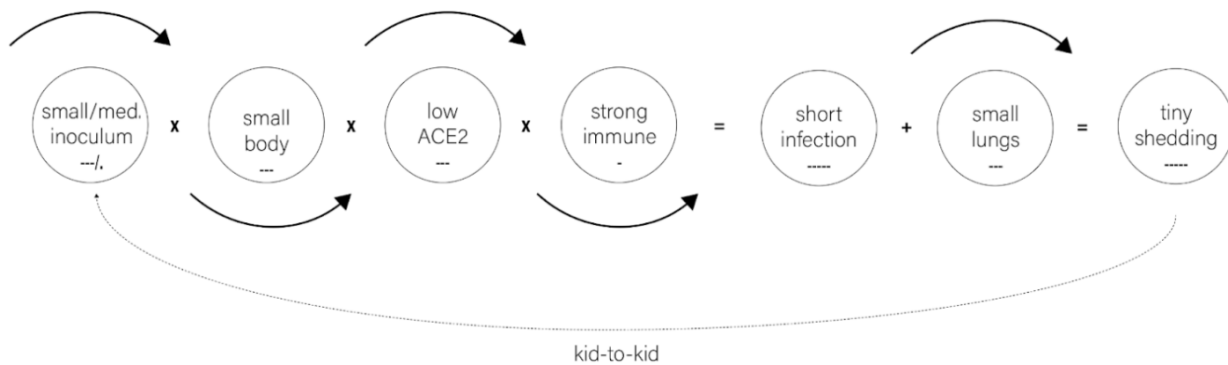 small/med.
inoculum
---/.
x
small
body
---
x
low
ACE2
---
x
strong
immune
-
=
short
infection
-----
+
small
lungs
---
=
tiny
shedding
-----
kid-to-kid